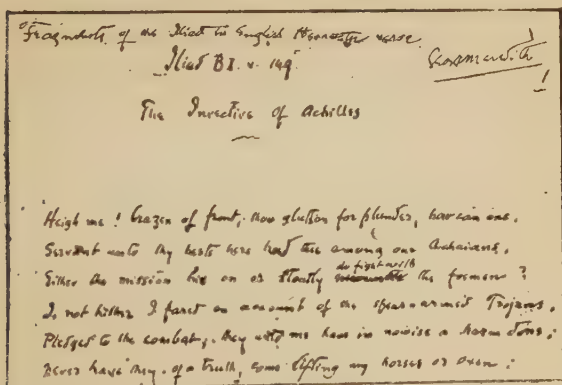 Fragments of the Iliad in English Hexameter verse
Geo Meredith
Iliad B I. v. 149
The Invective of Achilles
Heigh me! brazen of front, thou glutton for plunder, how can one,
Servant unto thy hests here head thee among our Achaians,
Either the mission hie on or stoutly do fight with the foemen?
I, not hither I fared on account of the spear-armed Trojans,
Pledged to the combat; they unto me have in nowise a harm done;
Never have they, of a truth, come lifting my horses or oxen;